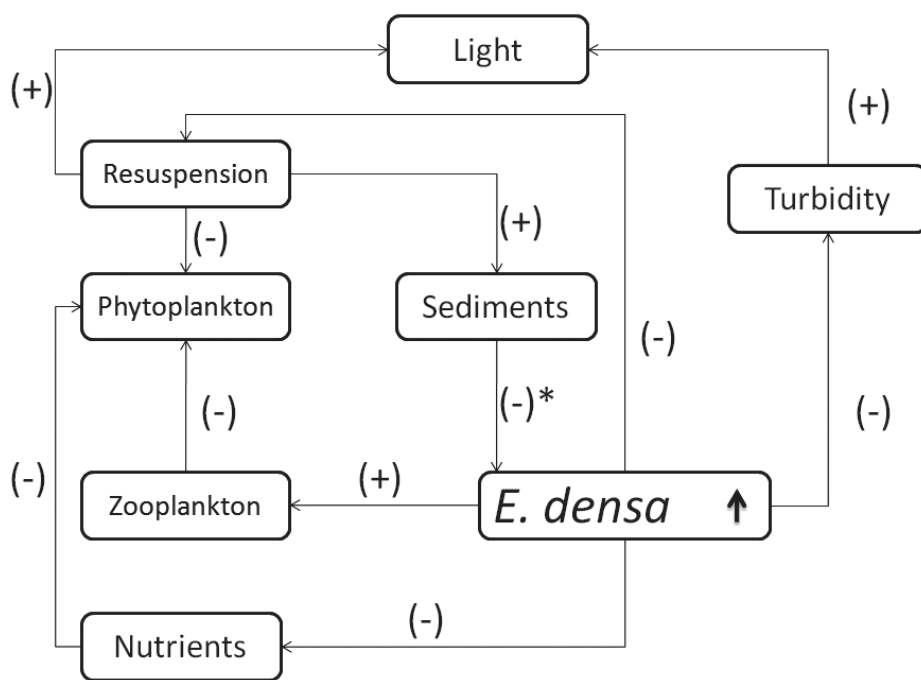 Light
(+)
(+)
Resuspension
Turbidity
(-)
(+)
Phytoplankton
Sediments
(-)
(-)
(-)*
(-)
(-)
Zooplankton
(+)
E. densa ↑
(-)
Nutrients